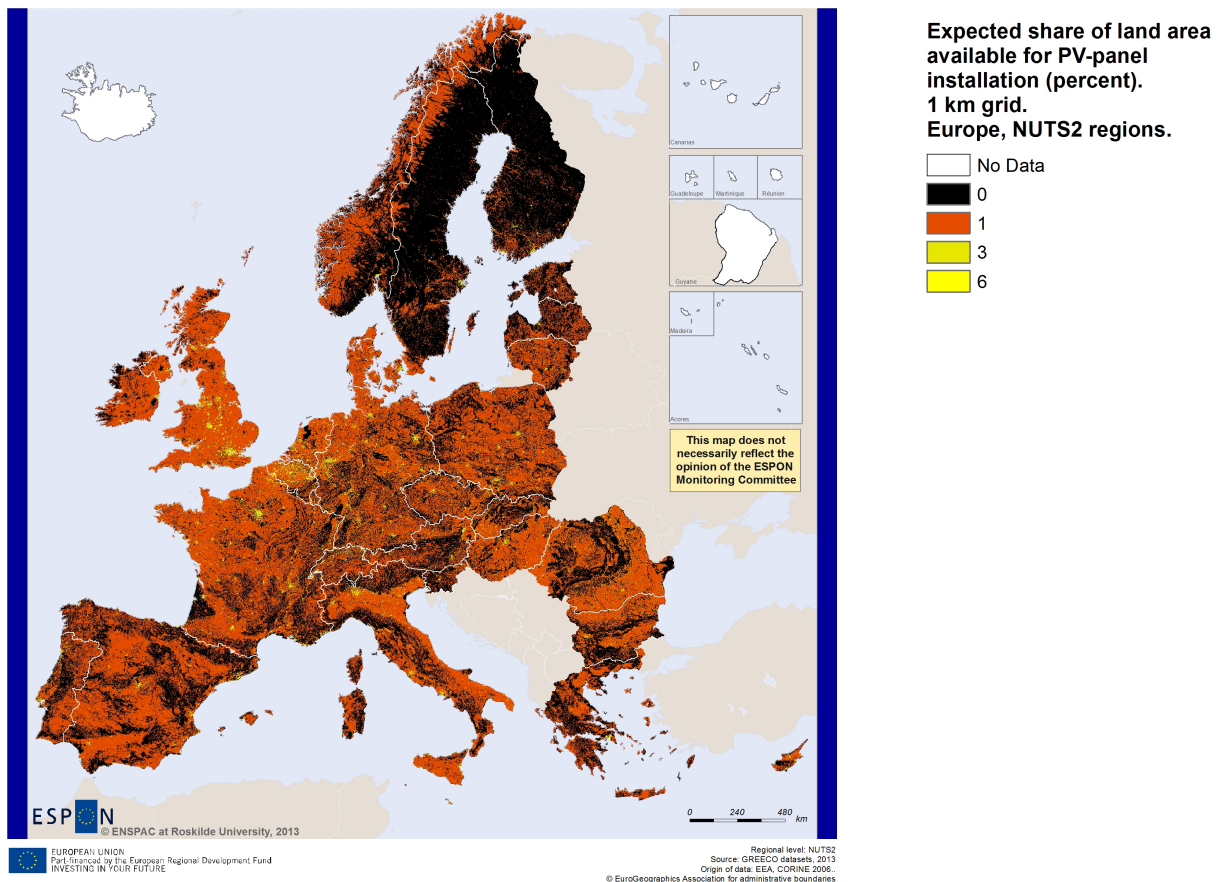 Expected share of land area
available for PV-panel
installation (percent).
1 km grid.
Europe, NUTS2 regions.
No Data
0
1
3
6
Canarias
Guadeloupe
Martinique
Réunion
Guyane
Madeira
Acores
This map does not
necessarily reflect the
opinion of the ESPON
Monitoring Committee
ESPON
© ENSPAC at Roskilde University, 2013
0 240 480
km
EUROPEAN UNION
Part-financed by the European Regional Development Fund
INVESTING IN YOUR FUTURE
Regional level: NUTS2
Source: GREECO datasets, 2013
Origin of data: EEA, CORINE 2006..
© EuroGeographics Association for administrative boundaries